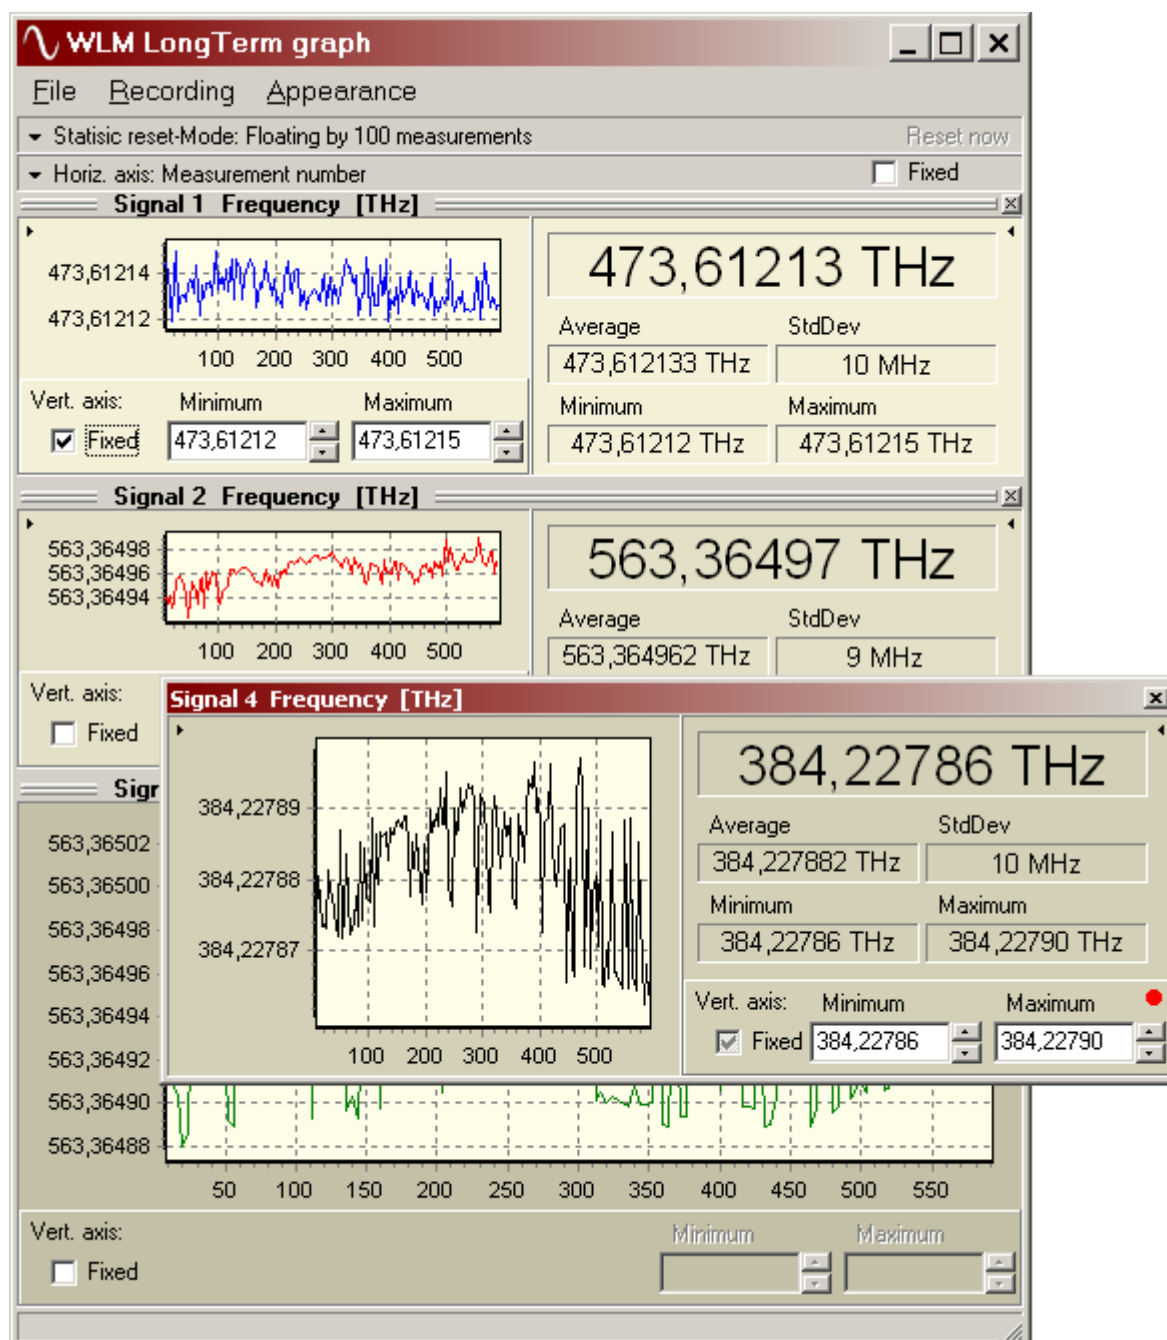 WLM LongTerm graph
File Recording Appearance
Statisic reset-Mode: Floating by 100 measurements Reset now
Horiz. axis: Measurement number Fixed
Signal 1 Frequency [THz]
473,61214
473,61212
100 200 300 400 500
473,61213 THz
Average StdDev
473,612133 THz 10 MHz
Minimum Maximum
473,61212 THz 473,61215 THz
Vert. axis: Minimum Maximum
Fixed 473,61212 473,61215
Signal 2 Frequency [THz]
563,36498
563,36496
563,36494
100 200 300 400 500
563,36497 THz
Average StdDev
563,364962 THz 9 MHz
Vert. axis:
Fixed
Signal 4 Frequency [THz]
384,22789
384,22788
384,22787
100 200 300 400 500
384,22786 THz
Average StdDev
384,227882 THz 10 MHz
Minimum Maximum
384,22786 THz 384,22790 THz
Vert. axis: Minimum Maximum
Fixed 384,22786 384,22790
563,36502
563,36500
563,36498
563,36496
563,36494
563,36492
563,36490
563,36488
50 100 150 200 250 300 350 400 450 500 550
Vert. axis: Minimum Maximum
Fixed